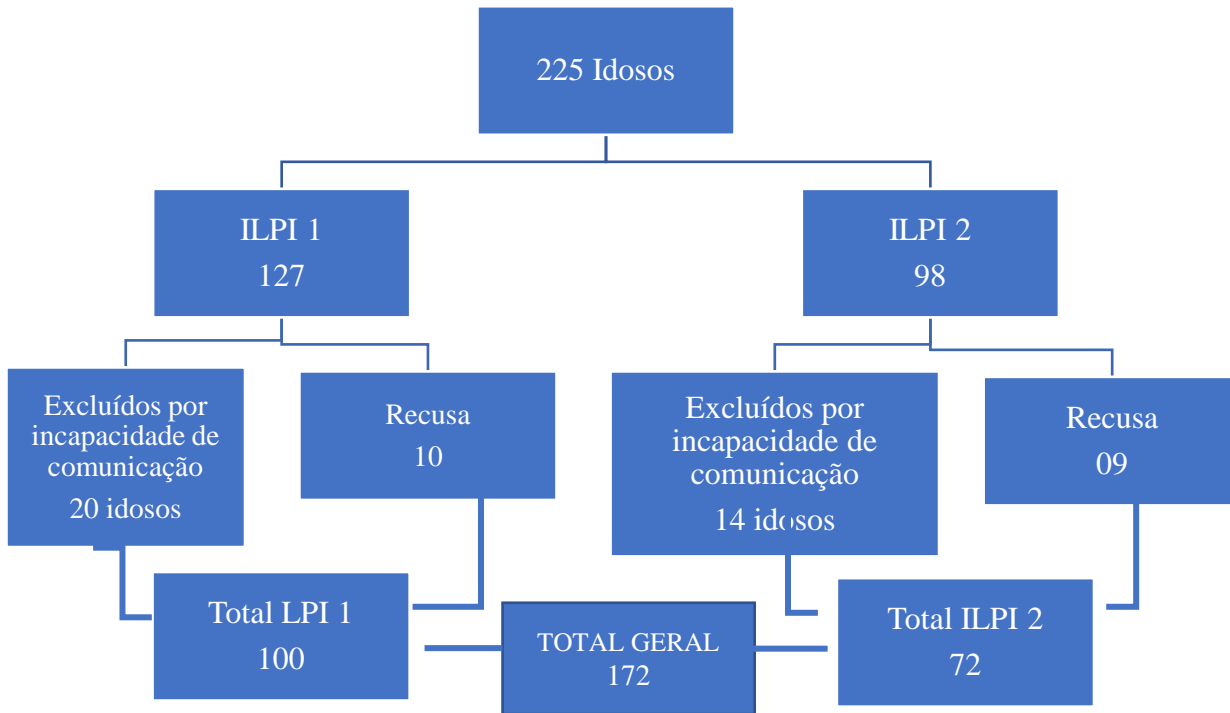 225 Idosos
ILPI 1
127
ILPI 2
98
Excluídos por
incapacidade de
comunicação
20 idosos
Recusa
10
Excluídos por
incapacidade de
comunicação
14 idosos
Recusa
09
Total LPI 1
100
TOTAL GERAL
172
Total ILPI 2
72